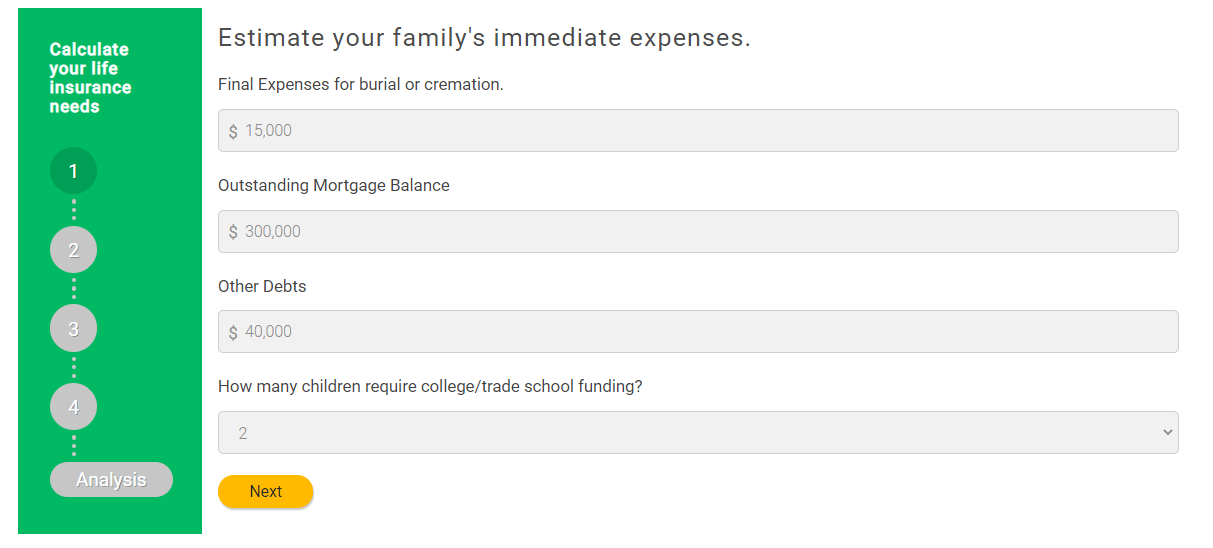 Calculate
your life
insurance
needs
1
2
3
4
Analysis
Estimate your family's immediate expenses.
Final Expenses for burial or cremation.
$ 15,000
Outstanding Mortgage Balance
$ 300,000
Other Debts
$ 40,000
How many children require college/trade school funding?
2
Next